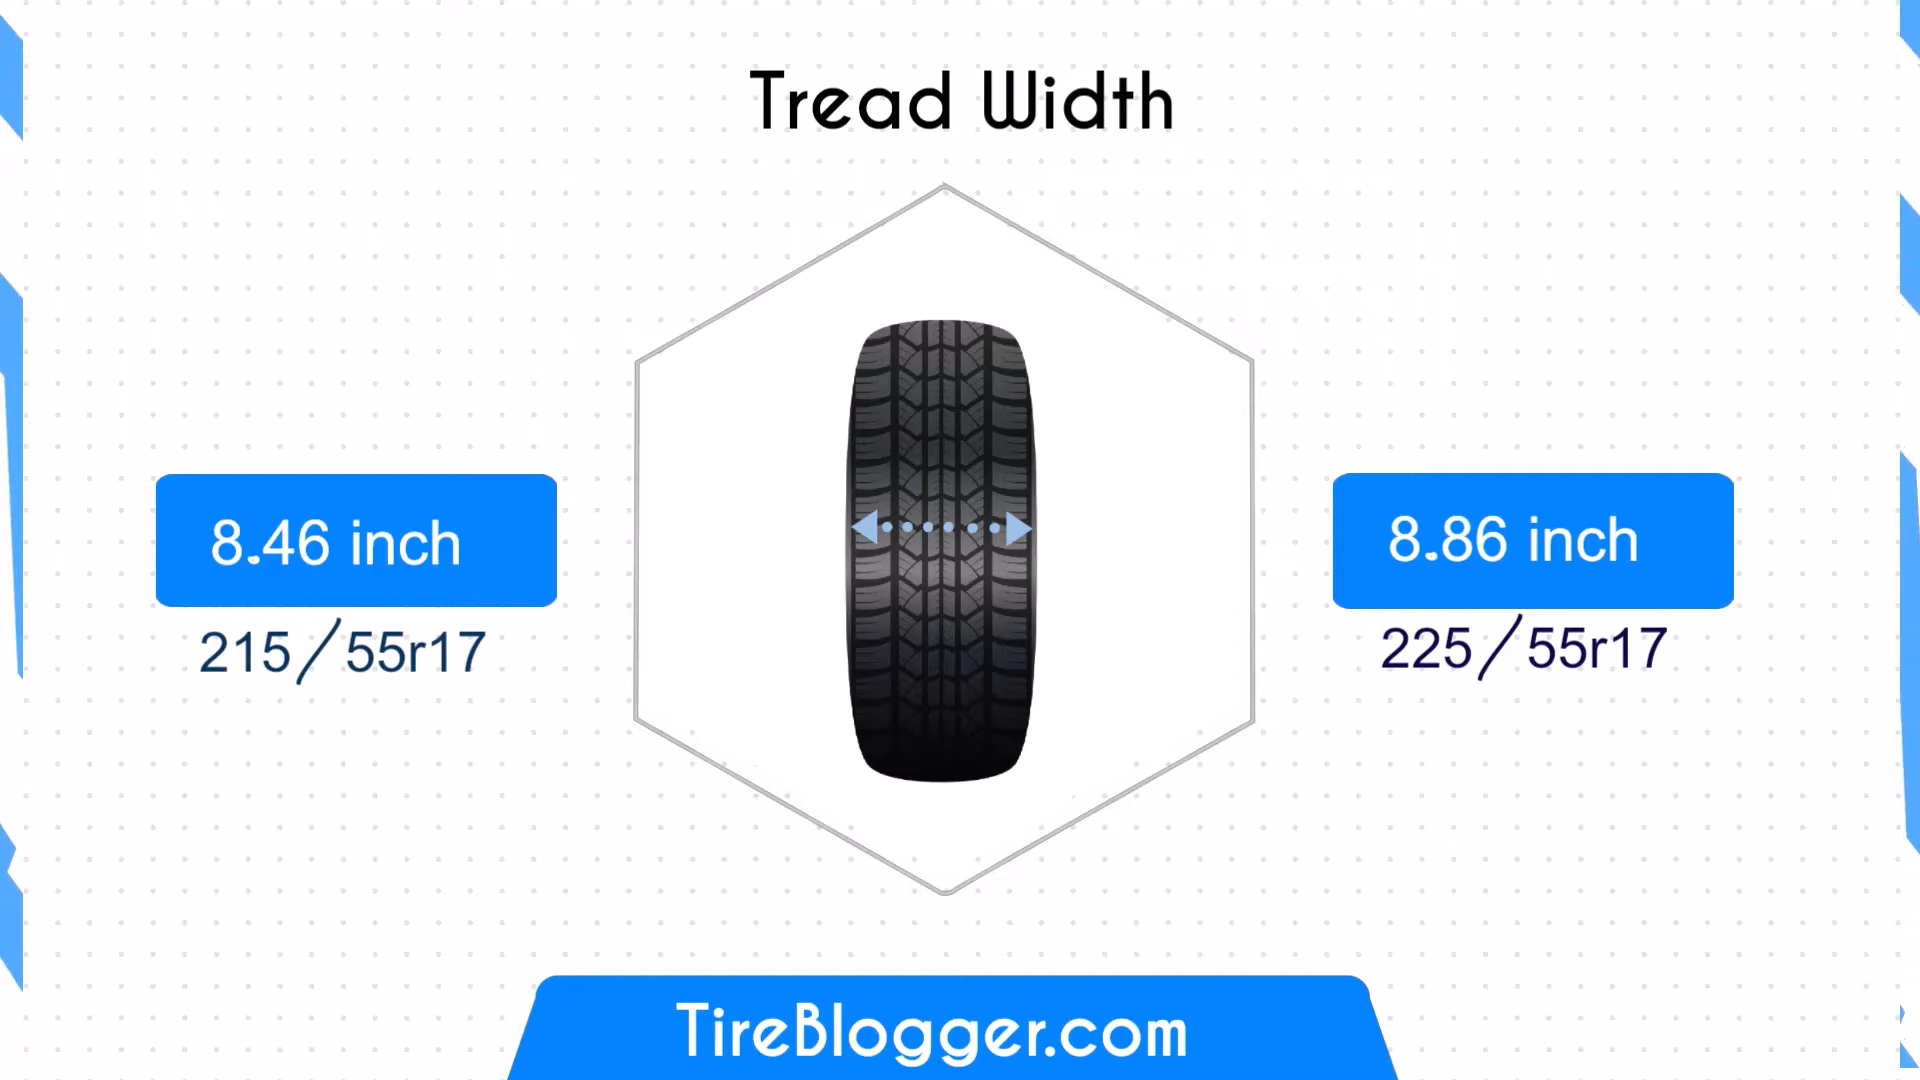 Tread Width
8.46 inch
215/55r17
8.86 inch
225/55r17
TireBlogger.com